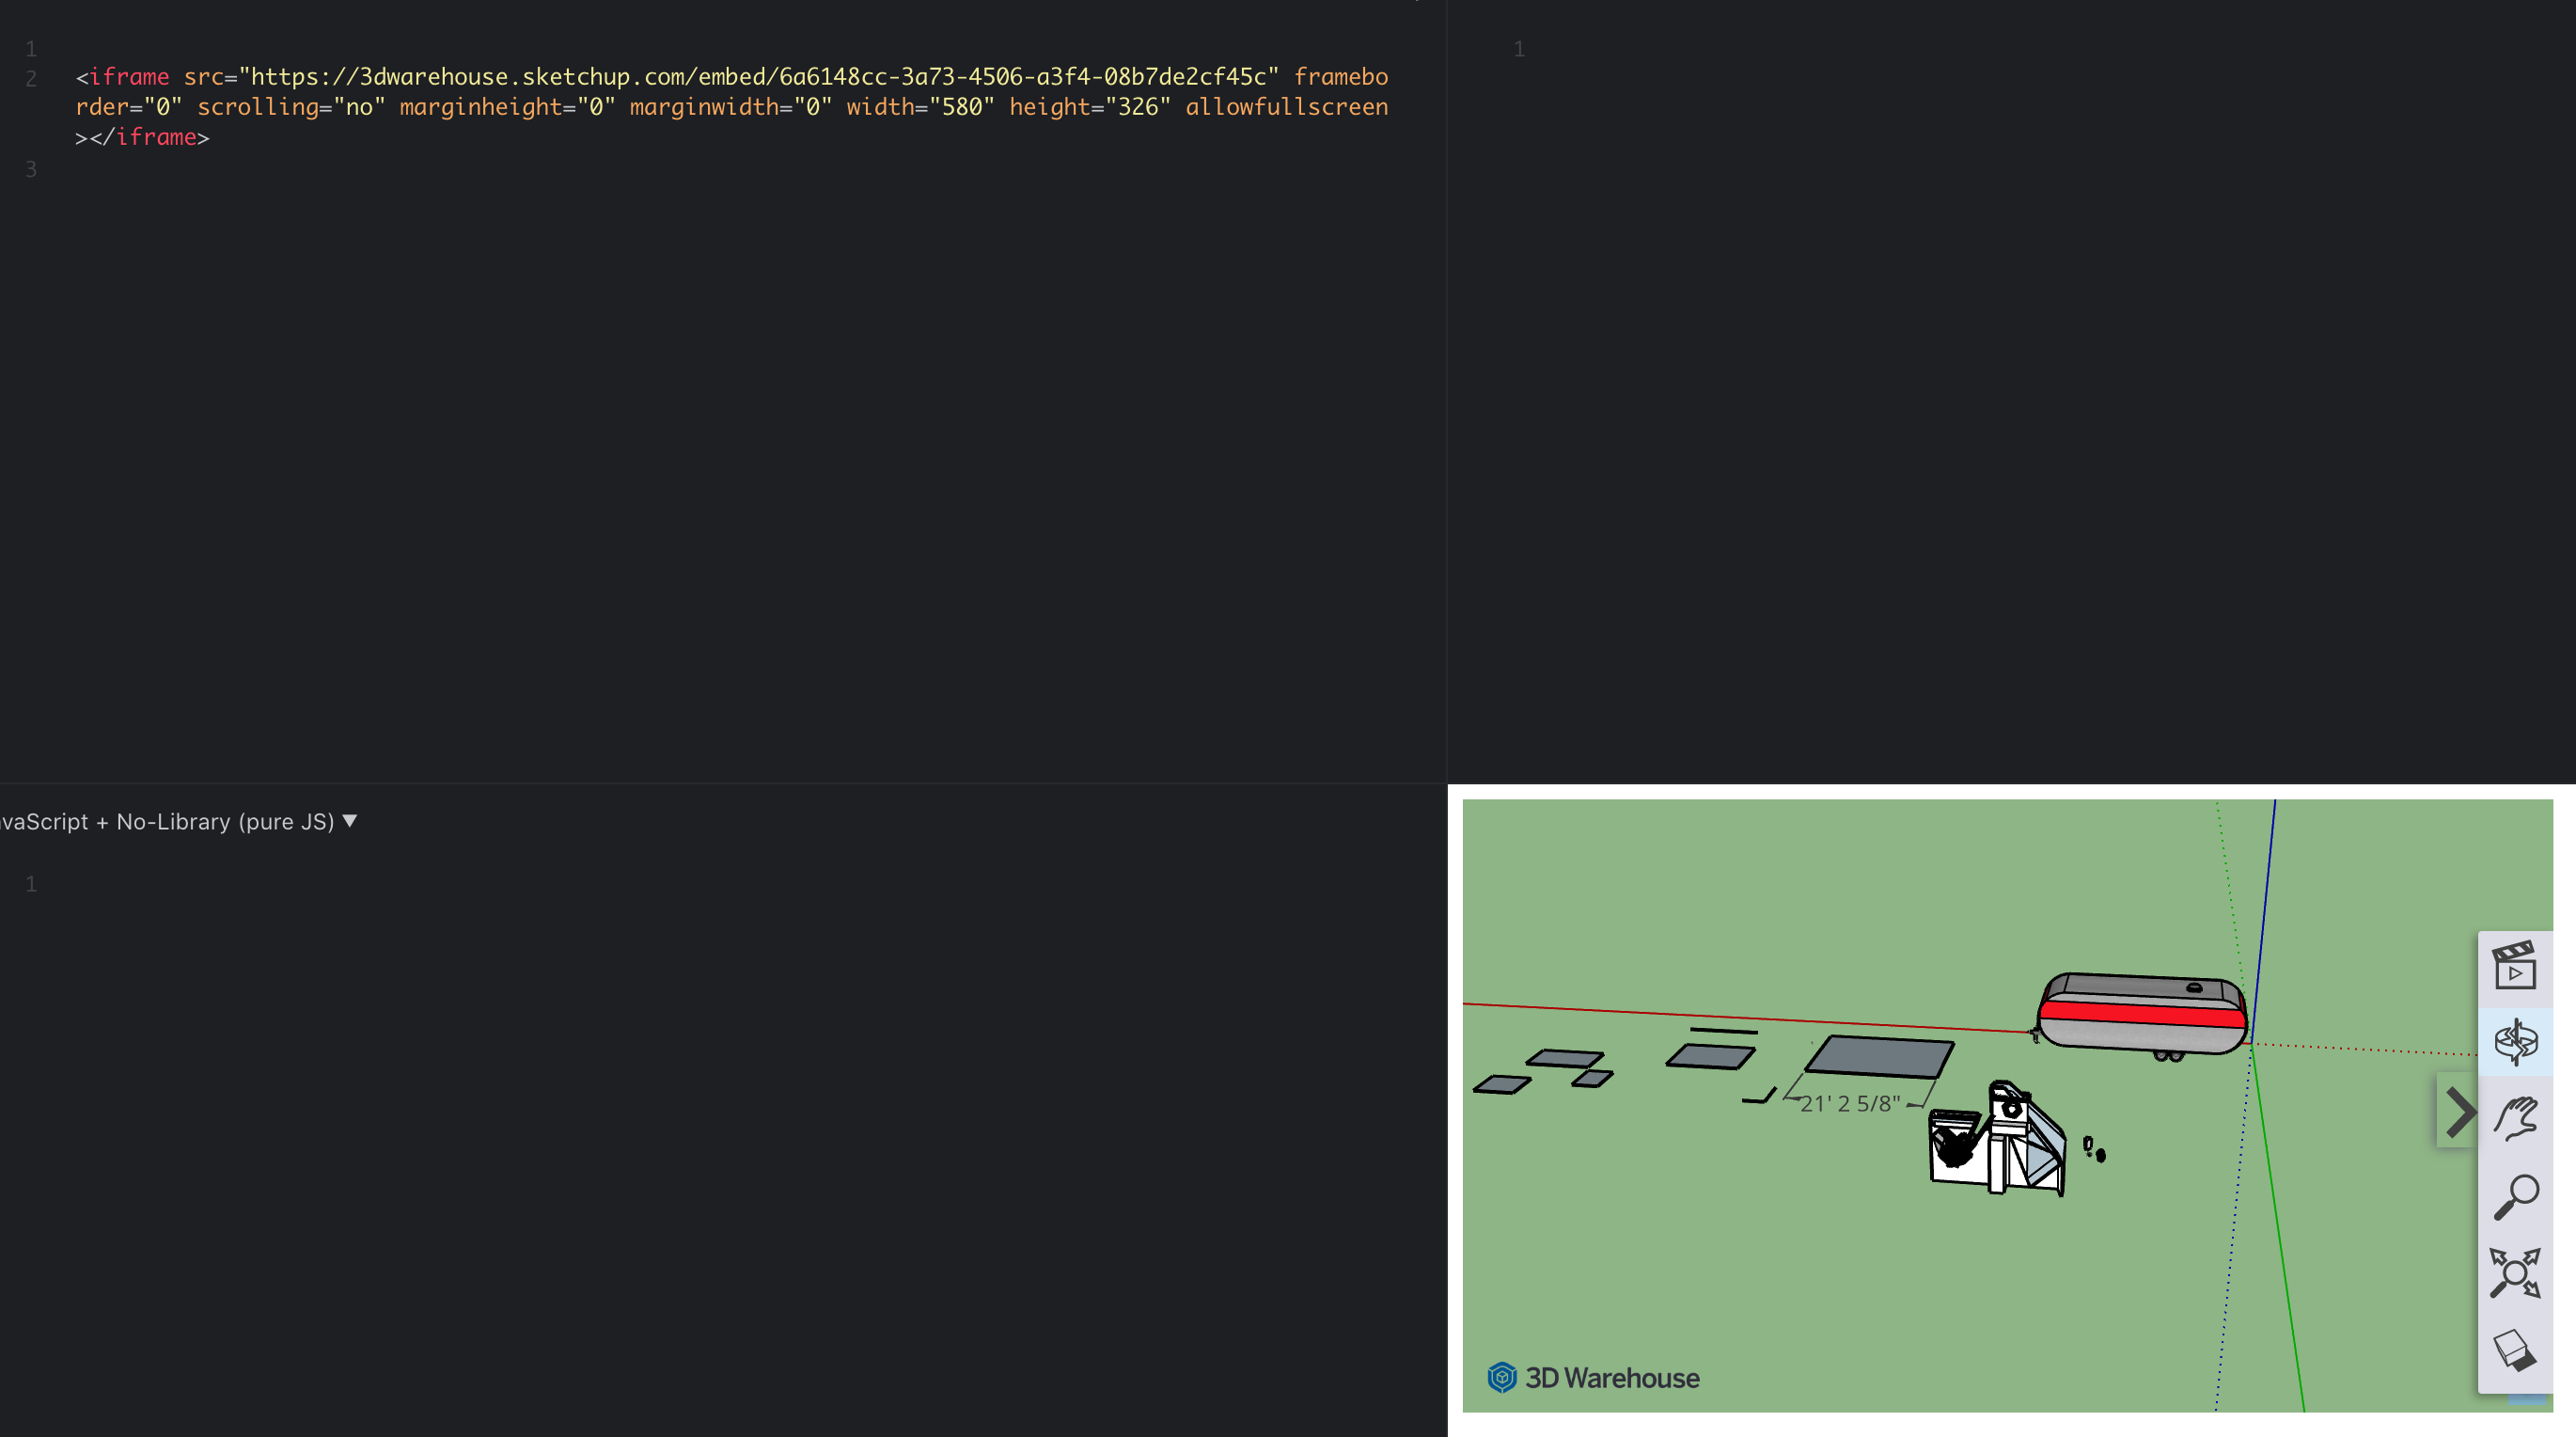 1
2 <iframe src="https://3dwarehouse.sketchup.com/embed/6a6148cc-3a73-4506-a3f4-08b7de2cf45c" framebo
rder="0" scrolling="no" marginheight="0" marginwidth="0" width="580" height="326" allowfullscreen
></iframe>
3
1
vaScript + No-Library (pure JS) ▼
1
21' 2 5/8"
3D Warehouse